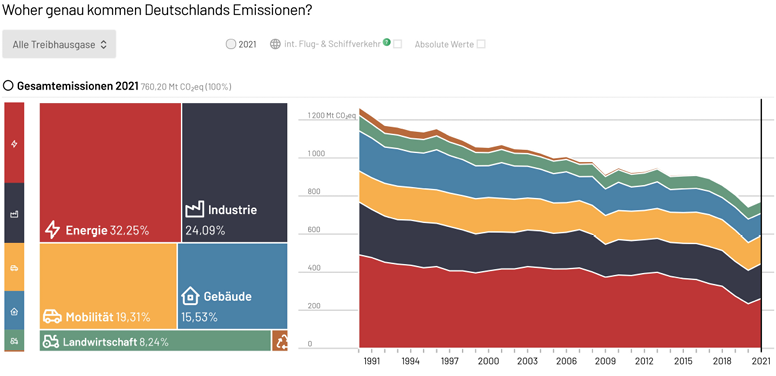 Woher genau kommen Deutschlands Emissionen?
Alle Treibhausgase
2021
int. Flug- & Schiffverkehr ?
Absolute Werte
Gesamtemissionen 2021 760,20 Mt CO₂eq (100%)
Energie 32,25%
Industrie
24,09%
Mobilität 19,31%
Gebäude
15,53%
Landwirtschaft 8,24%
1200 Mt CO₂eq
1000
800
600
400
200
0
1991 1994 1997 2000 2003 2006 2009 2012 2015 2018 2021